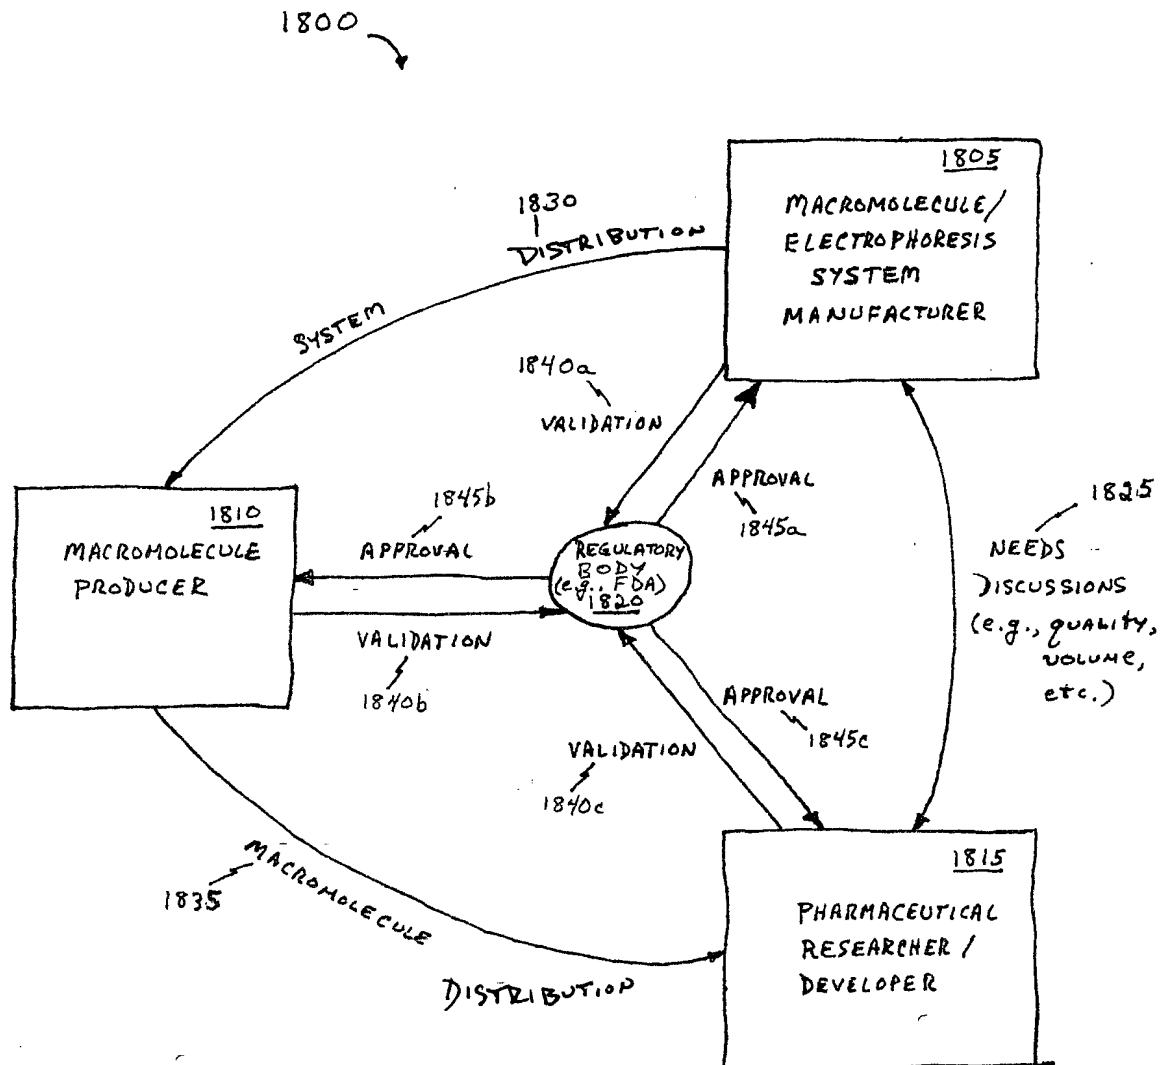 1800
1805
MACROMOLECULE/
ELECTROPHORESIS
SYSTEM
MANUFACTURER
1830
SYSTEM DISTRIBUTION
1840a
VALIDATION
APPROVAL
1845a
1825
NEEDS
DISCUSSIONS
(e.g., QUALITY,
VOLUME,
etc.)
1810
MACROMOLECULE
PRODUCER
1845b
APPROVAL
VALIDATION
1840b
REGULATORY
BODY
(e.g., FDA)
1820
APPROVAL
1845c
VALIDATION
1840c
1835
MACROMOLECULE
DISTRIBUTION
1815
PHARMACEUTICAL
RESEARCHER/
DEVELOPER